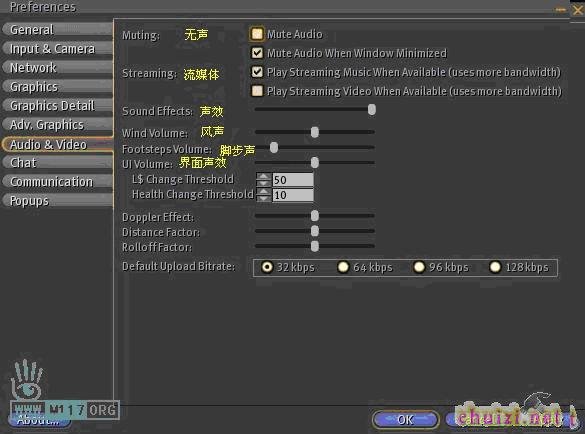 Preferences
General
Input & Camera
Network
Graphics
Graphics Detail
Adv. Graphics
Audio & Video
Chat
Communication
Popups
Muting: 无声 Mute Audio
Mute Audio When Window Minimized
Streaming: 流媒体 Play Streaming Music When Available (uses more bandwidth)
Play Streaming Video When Available (uses more bandwidth)
Sound Effects: 声效
Wind Volume: 风声
Footsteps Volume: 脚步声
UI Volume: 界面声效
L$ Change Threshold 50
Health Change Threshold 10
Doppler Effect:
Distance Factor:
Rolloff Factor:
Default Upload Bitrate: 32 kbps 64 kbps 96 kbps 128 kbps
WWW M117 ORG
About... OK